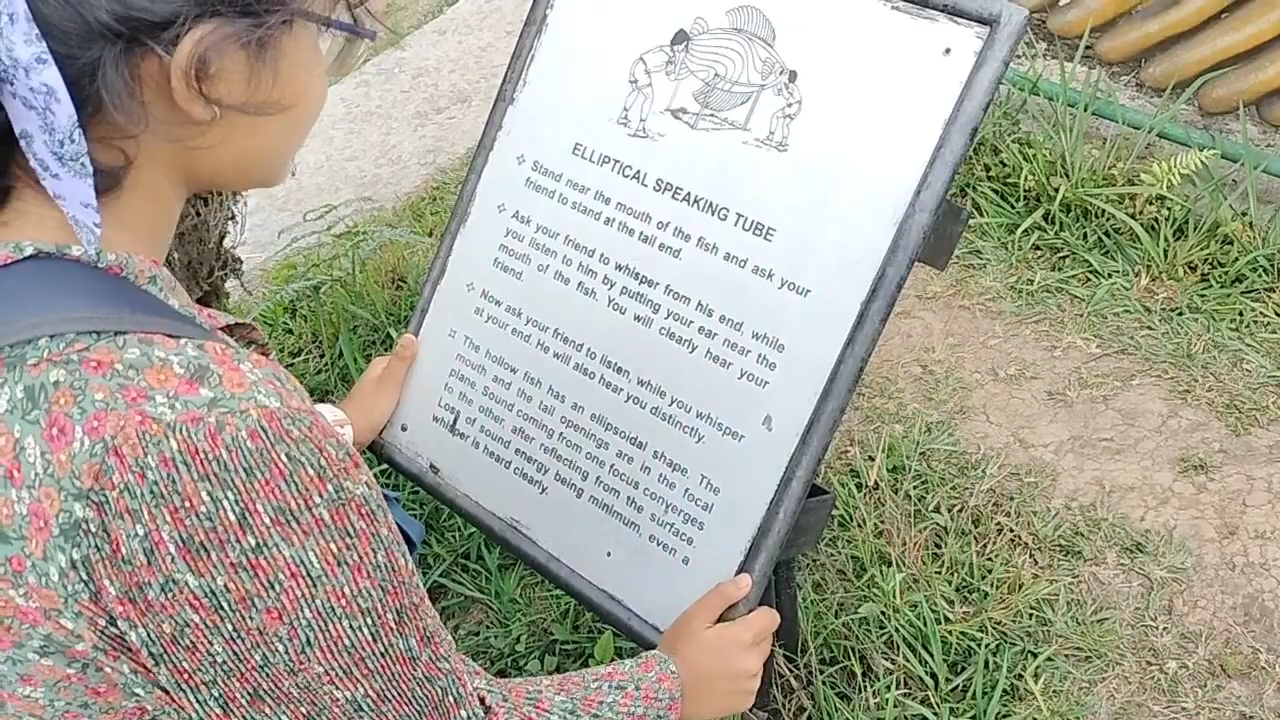 ELLIPTICAL SPEAKING TUBE
Stand near the mouth of the fish and ask your
friend to stand at the tail end.
Ask your friend to whisper from his end, while
you listen to him by putting your ear near the
mouth of the fish. You will clearly hear your
friend.
Now ask your friend to listen, while you whisper
at your end. He will also hear you distinctly.
The hollow fish has an ellipsoidal shape. The
mouth and the tail openings are in the focal
plane. Sound coming from one focus converges
to the other, after reflecting from the surface.
Loss of sound energy being minimum, even a
whisper is heard clearly.